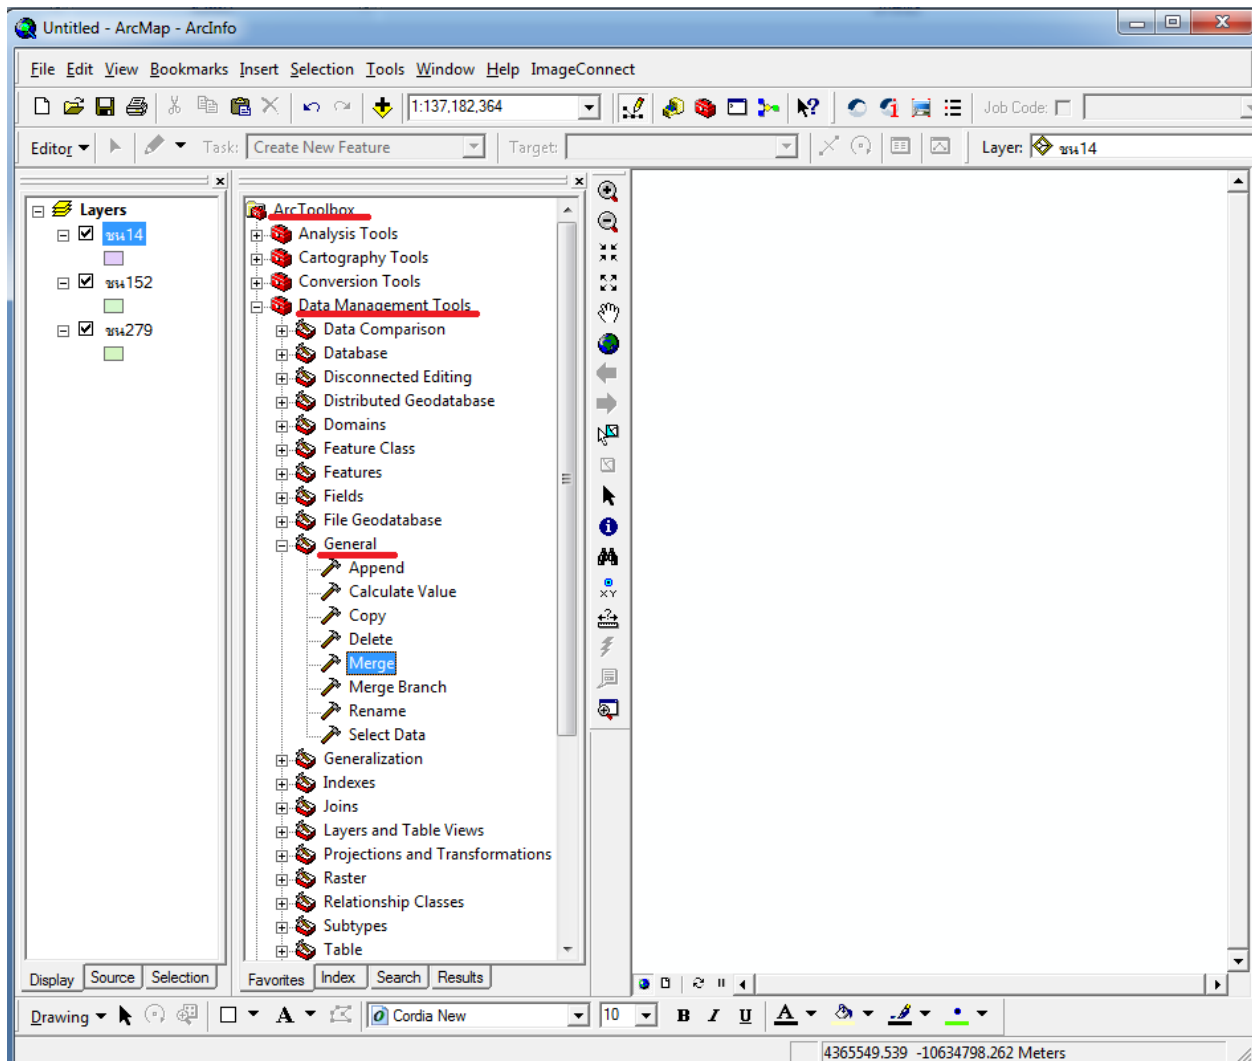 Untitled - ArcMap - ArcInfo
File Edit View Bookmarks Insert Selection Tools Window Help ImageConnect
1:137,182,364
Job Code:
Editor
Task: Create New Feature
Target:
Layer: ชน14
Layers
ชน14
ชน152
ชน279
Display Source Selection
ArcToolbox
Analysis Tools
Cartography Tools
Conversion Tools
Data Management Tools
Data Comparison
Database
Disconnected Editing
Distributed Geodatabase
Domains
Feature Class
Features
Fields
File Geodatabase
General
Append
Calculate Value
Copy
Delete
Merge
Merge Branch
Rename
Select Data
Generalization
Indexes
Joins
Layers and Table Views
Projections and Transformations
Raster
Relationship Classes
Subtypes
Table
Favorites Index Search Results
Drawing
A
Cordia New
10
B I U A
4365549.539 -10634798.262 Meters